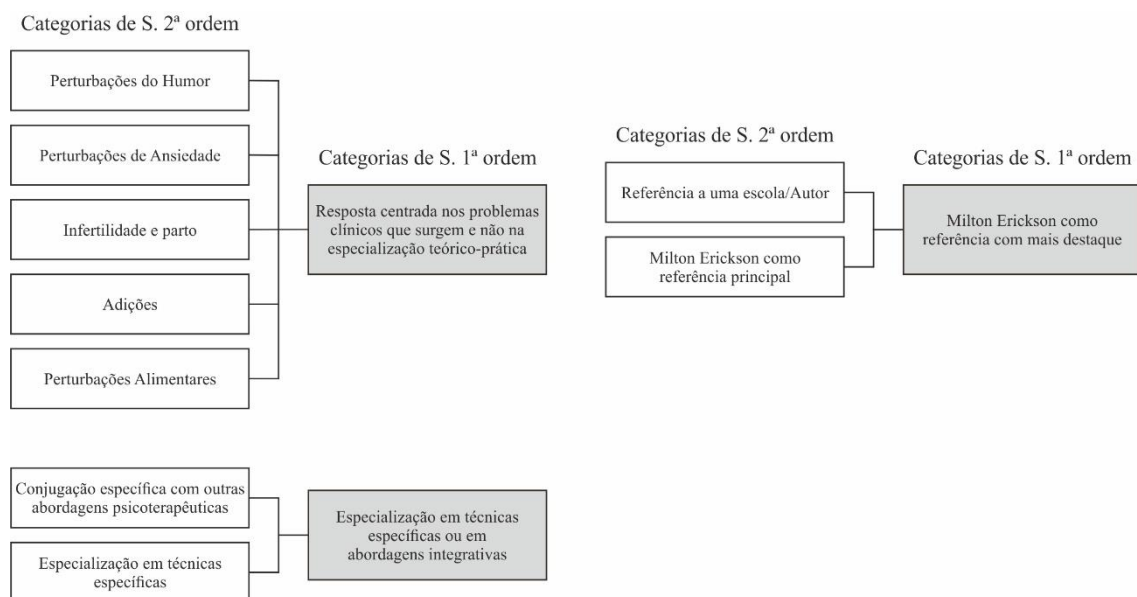 Categorias de S. 2ª ordem
Perturbações do Humor
Perturbações de Ansiedade
Infertilidade e parto
Adições
Perturbações Alimentares
Categorias de S. 1ª ordem
Resposta centrada nos problemas
clínicos que surgem e não na
especialização teórico-prática
Categorias de S. 2ª ordem
Referência a uma escola/Autor
Milton Erickson como
referência principal
Categorias de S. 1ª ordem
Milton Erickson como
referência com mais destaque
Conjugação específica com outras
abordagens psicoterapêuticas
Especialização em técnicas
específicas
Especialização em técnicas
específicas ou em
abordagens integrativas